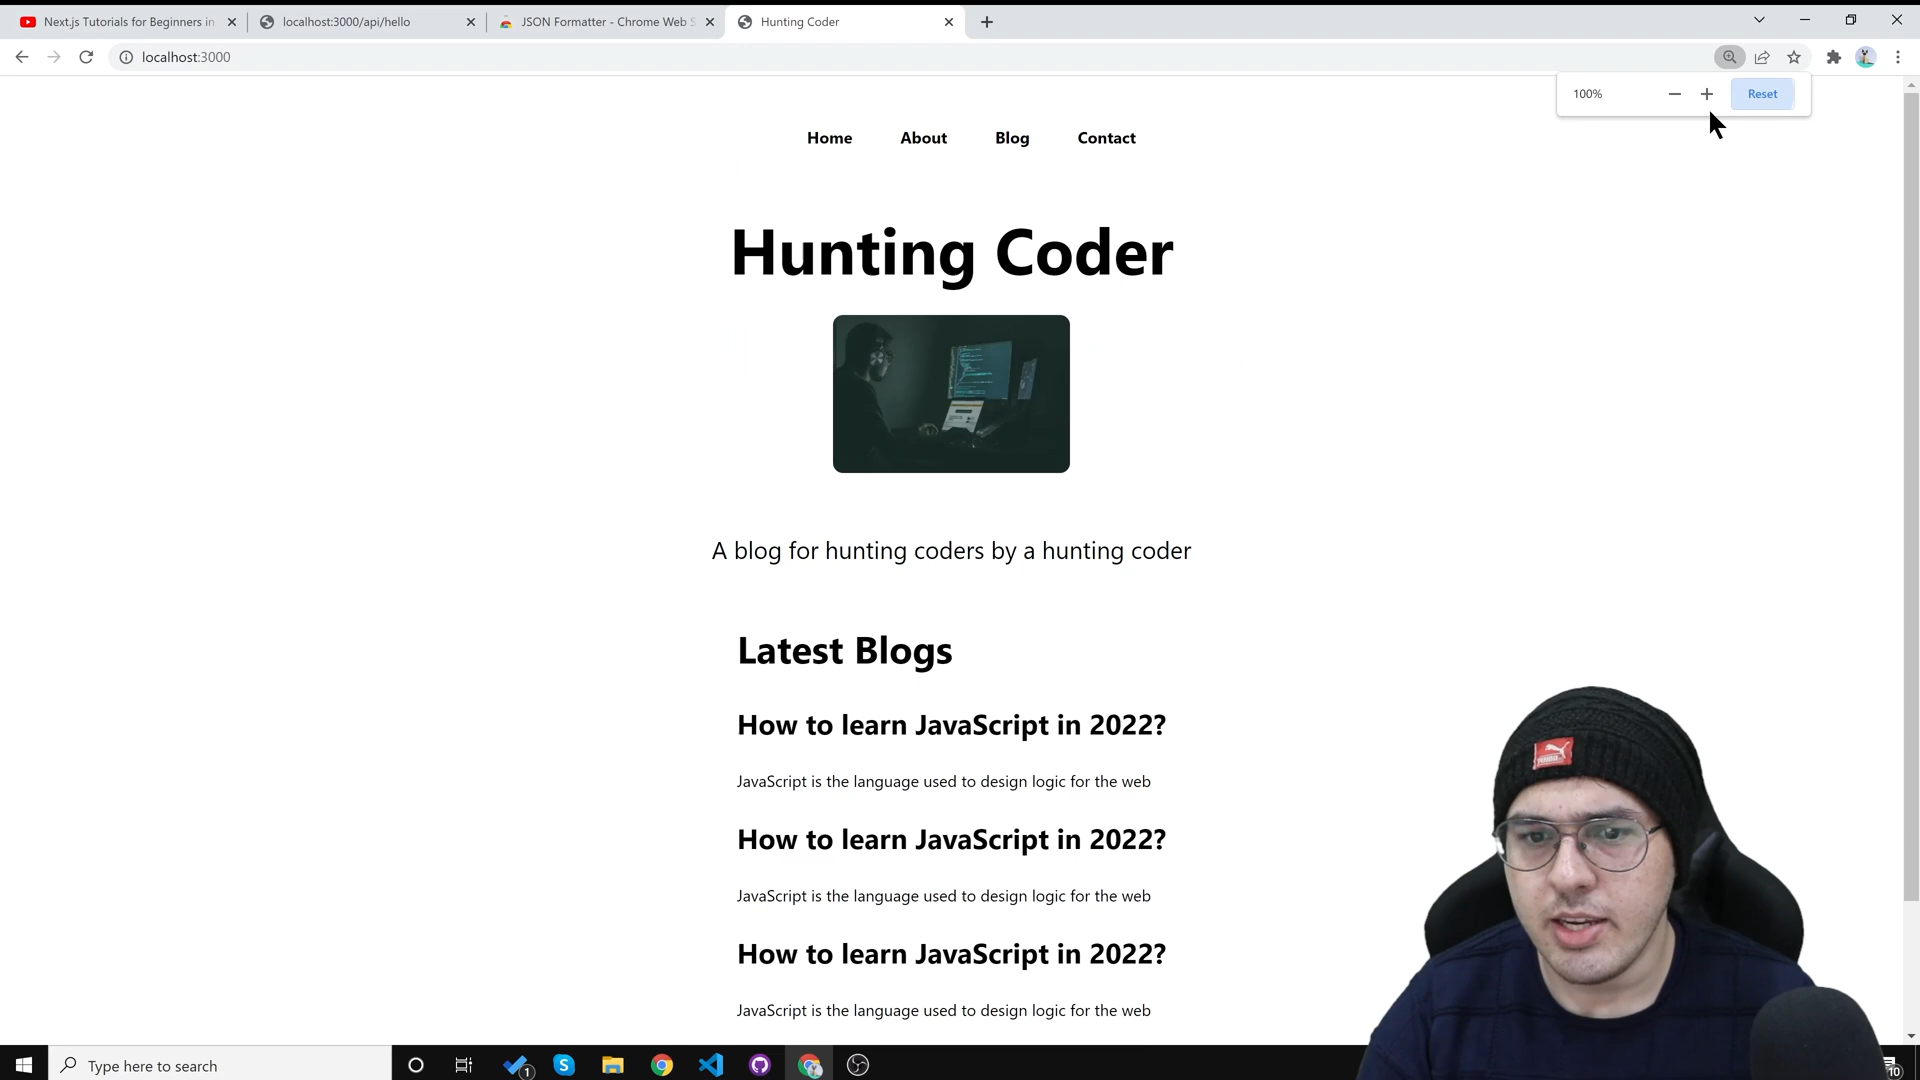 Next.js Tutorials for Beginners in
localhost:3000/api/hello
JSON Formatter - Chrome Web S
Hunting Coder
localhost:3000
100%
Reset
Home
About
Blog
Contact
Hunting Coder
A blog for hunting coders by a hunting coder
Latest Blogs
How to learn JavaScript in 2022?
JavaScript is the language used to design logic for the web
How to learn JavaScript in 2022?
JavaScript is the language used to design logic for the web
How to learn JavaScript in 2022?
JavaScript is the language used to design logic for the web
Type here to search
1
10